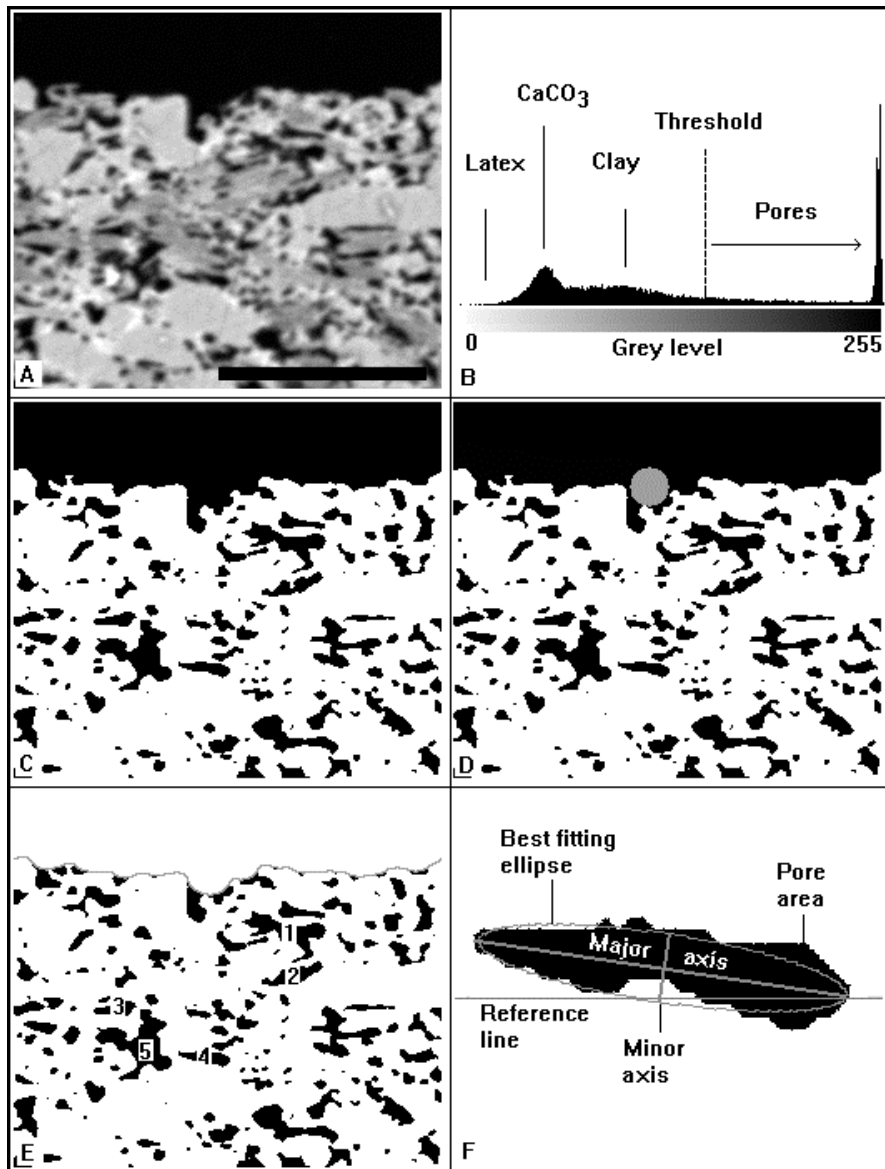 A
CaCO3
Threshold
Latex
Clay
Pores
0
255
Grey level
B
C
D
1
2
3
4
5
E
Best fitting
ellipse
Pore
area
Major axis
Reference
line
Minor
axis
F